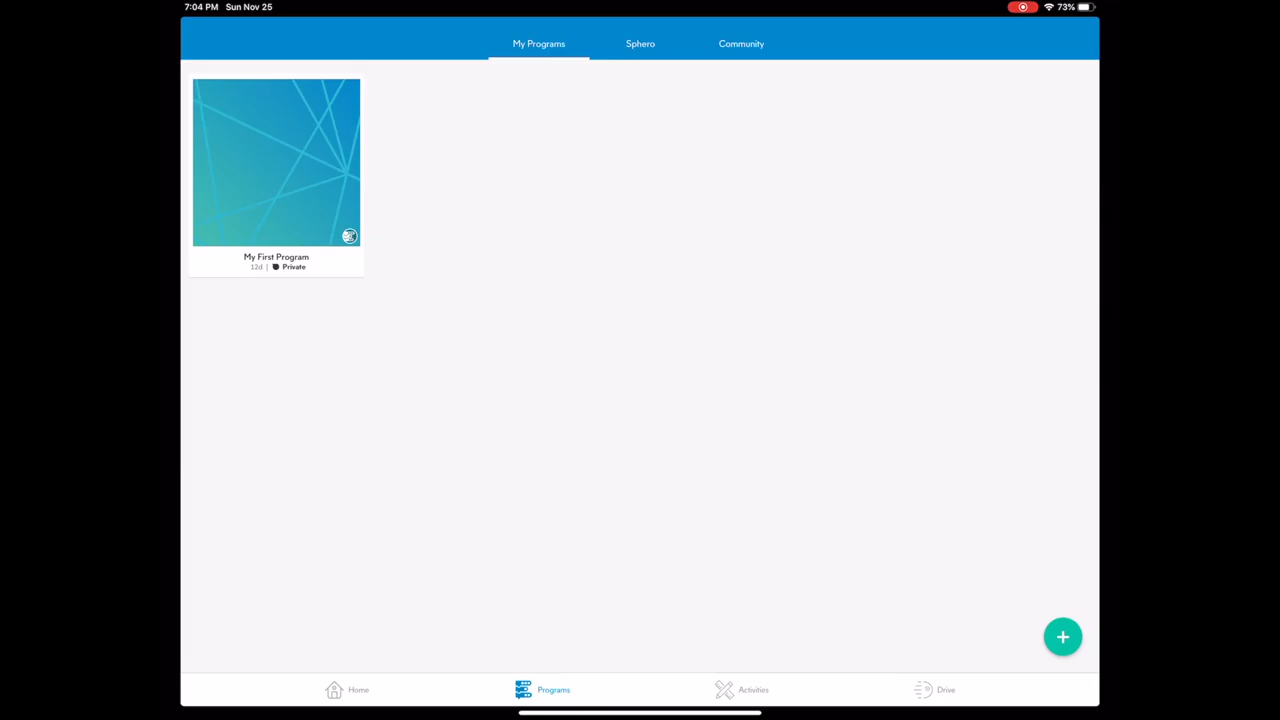 7:04 PM Sun Nov 25 73%
My Programs Sphero Community
My First Program
12d | Private
+
Home Programs Activities Drive